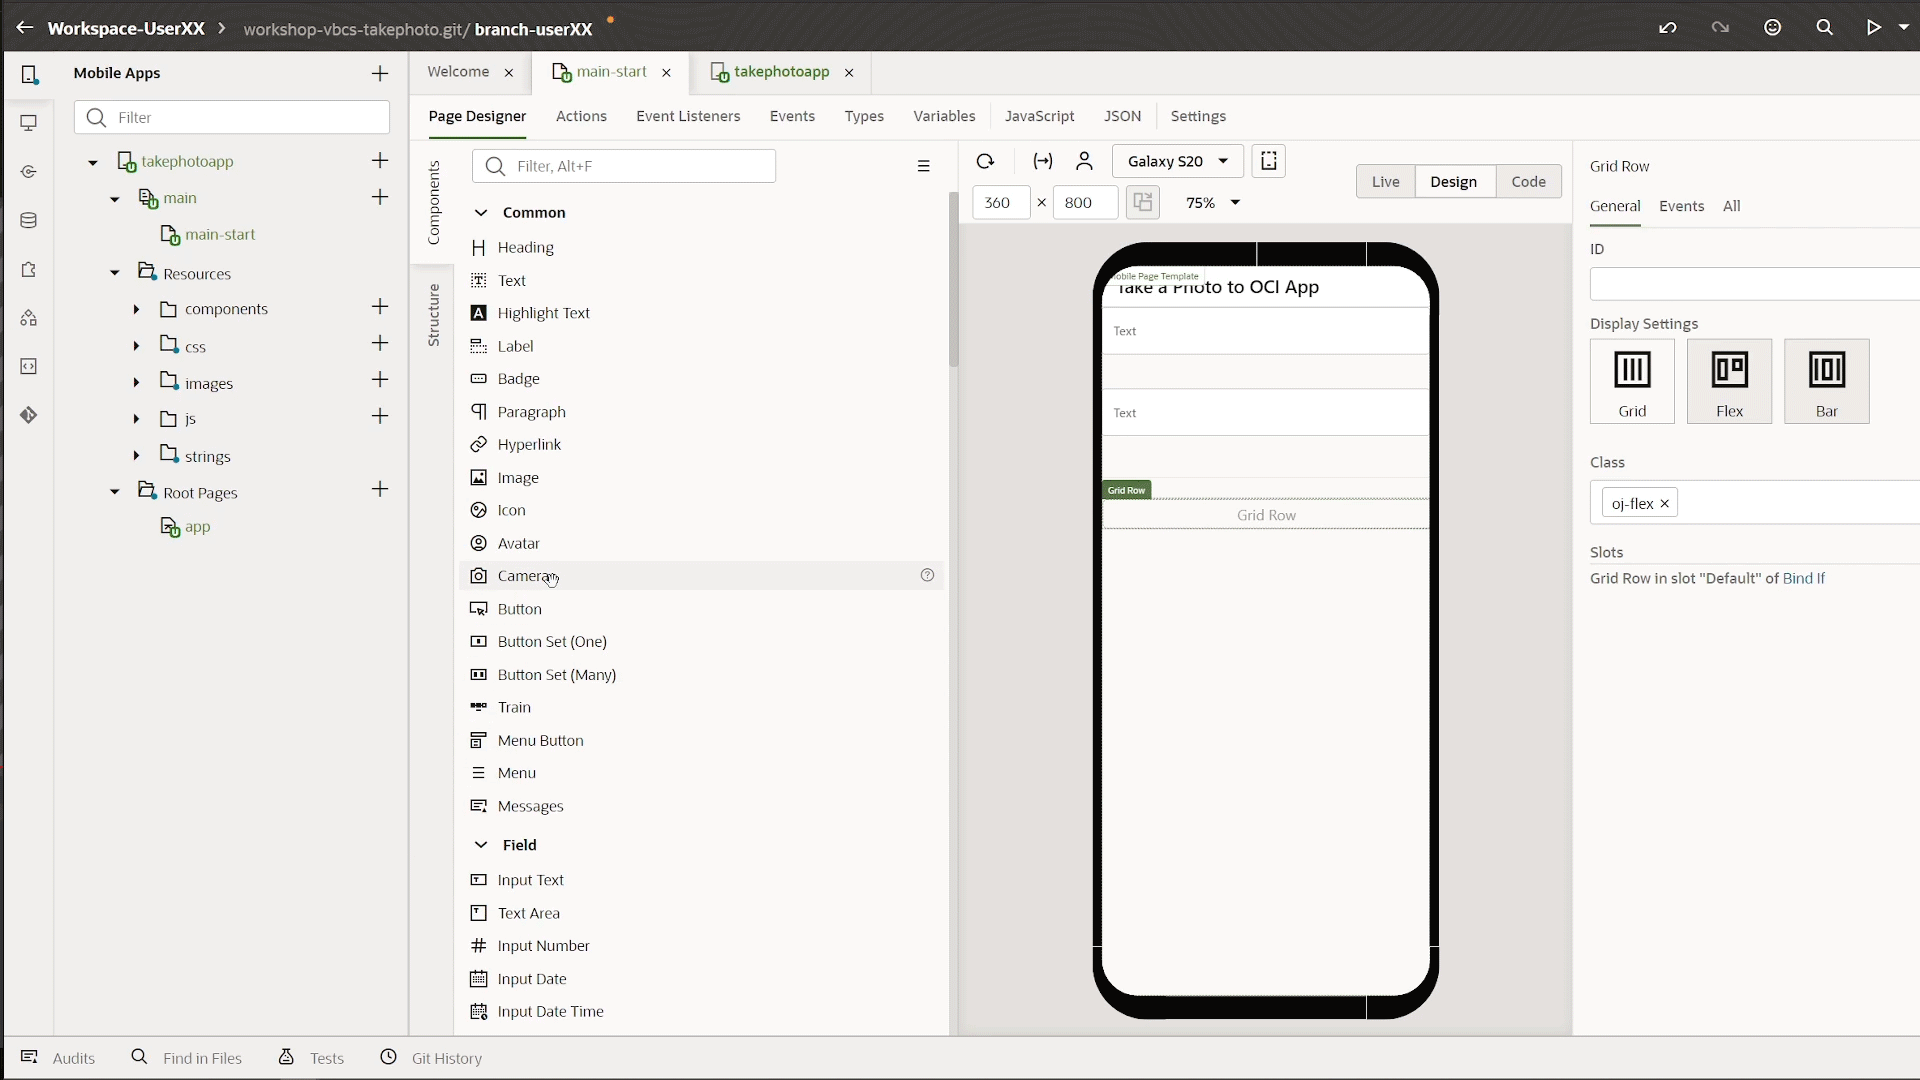 Workspace-UserXX
workshop-vbcs-takephoto.git/ branch-userXX
Mobile Apps
Filter
takephotoapp
main
main-start
Resources
components
css
images
js
strings
Root Pages
app
Welcome
main-start
takephotoapp
Page Designer
Actions
Event Listeners
Events
Types
Variables
JavaScript
JSON
Settings
Components
Structure
Filter, Alt+F
Common
Heading
Text
Highlight Text
Label
Badge
Paragraph
Hyperlink
Image
Icon
Avatar
Camera
Button
Button Set (One)
Button Set (Many)
Train
Menu Button
Menu
Messages
Field
Input Text
Text Area
Input Number
Input Date
Input Date Time
Galaxy S20
360 × 800
75%
Live
Design
Code
Mobile Page Template
Take a Photo to OCI App
Text
Text
Grid Row
Grid Row
Grid Row
General
Events
All
ID
Display Settings
Grid
Flex
Bar
Class
oj-flex
Slots
Grid Row in slot "Default" of Bind If
Audits
Find in Files
Tests
Git History